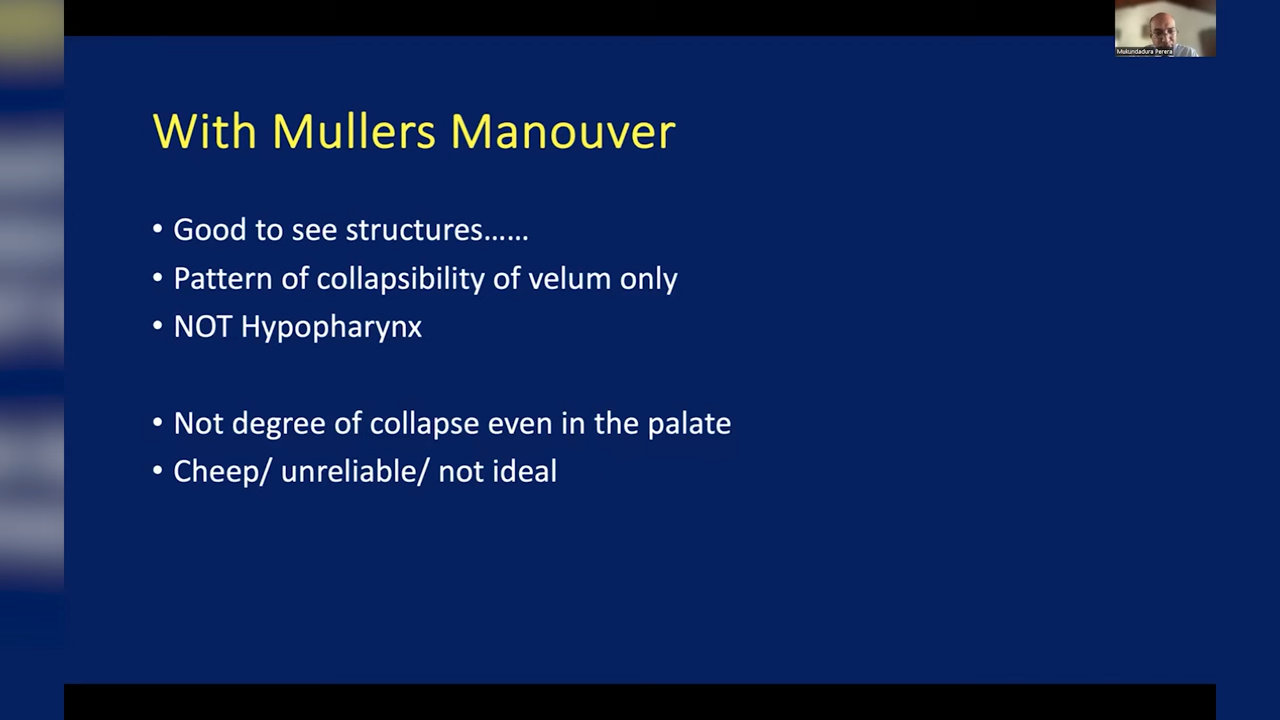 Mukundadura Perera
With Mullers Manouver
• Good to see structures......
• Pattern of collapsibility of velum only
• NOT Hypopharynx
• Not degree of collapse even in the palate
• Cheep/ unreliable/ not ideal